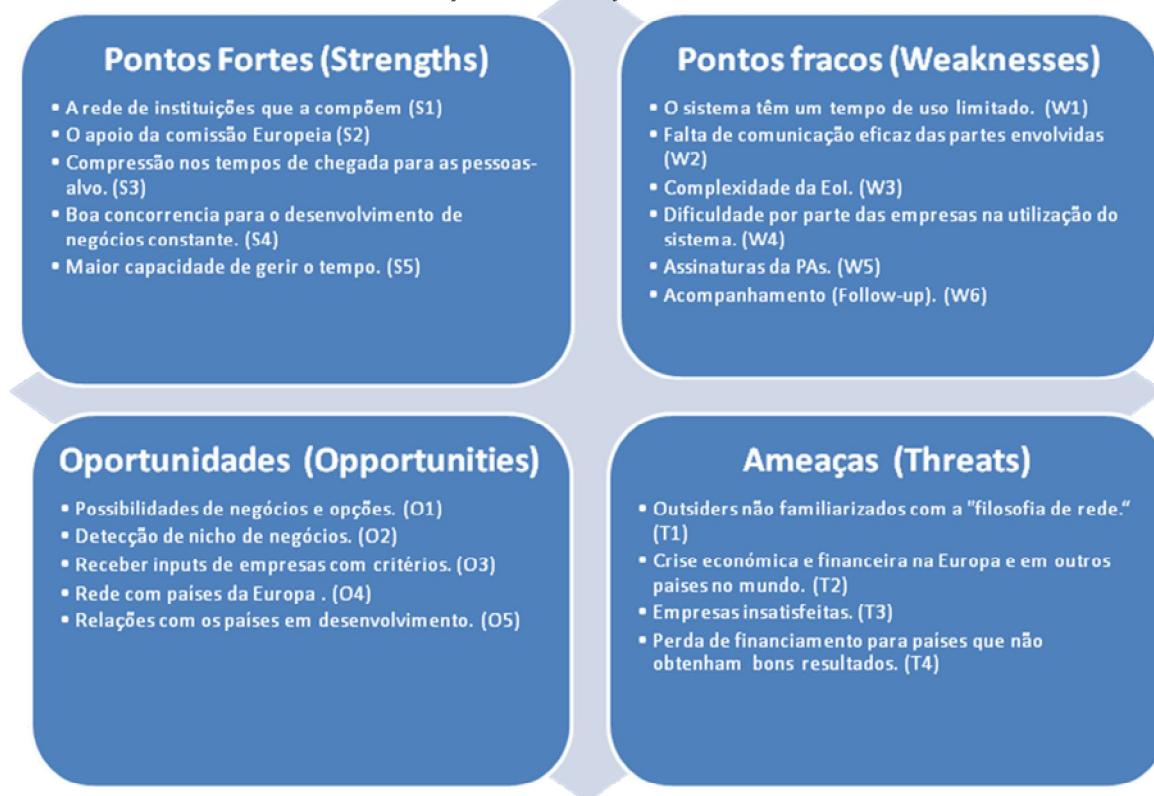 Pontos Fortes (Strengths)
▪ A rede de instituições que a compõem (S1)
▪ O apoio da comissão Europeia (S2)
▪ Compressão nos tempos de chegada para as pessoas-
alvo. (S3)
▪ Boa concorrencia para o desenvolvimento de
negócios constante. (S4)
▪ Maior capacidade de gerir o tempo. (S5)
Pontos fracos (Weaknesses)
▪ O sistema têm um tempo de uso limitado. (W1)
▪ Falta de comunicação eficaz das partes envolvidas
(W2)
▪ Complexidade da EoI. (W3)
▪ Dificuldade por parte das empresas na utilização do
sistema. (W4)
▪ Assinaturas da PAs. (W5)
▪ Acompanhamento (Follow-up). (W6)
Oportunidades (Opportunities)
▪ Possibilidades de negócios e opções. (O1)
▪ Detecção de nicho de negócios. (O2)
▪ Receber inputs de empresas com critérios. (O3)
▪ Rede com países da Europa . (O4)
▪ Relações com os países em desenvolvimento. (O5)
Ameaças (Threats)
▪ Outsiders não familiarizados com a "filosofia de rede.“
(T1)
▪ Crise económica e financeira na Europa e em outros
paises no mundo. (T2)
▪ Empresas insatisfeitas. (T3)
▪ Perda de financiamento para países que não
obtenham bons resultados. (T4)